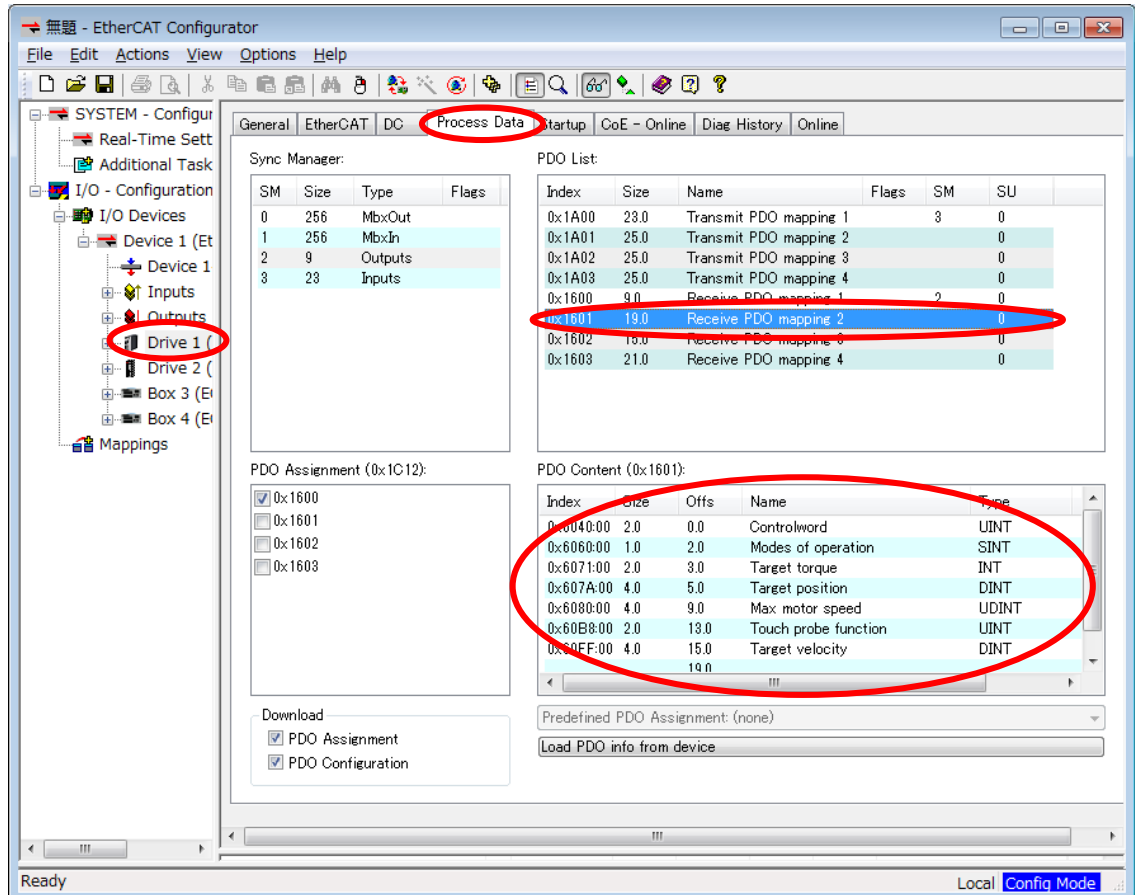 無題 - EtherCAT Configurator
File Edit Actions View Options Help
SYSTEM - Configur
Real-Time Sett
Additional Task
I/O - Configuration
I/O Devices
Device 1 (Et
Device 1
Inputs
Outputs
Drive 1 (
Drive 2 (
Box 3 (E
Box 4 (E
Mappings
General EtherCAT DC Process Data Startup CoE - Online Diag History Online
Sync Manager:
SM Size Type Flags
0 256 MbxOut
1 256 MbxIn
2 9 Outputs
3 23 Inputs
PDO List:
Index Size Name Flags SM SU
0x1A00 23.0 Transmit PDO mapping 1 3 0
0x1A01 25.0 Transmit PDO mapping 2 0
0x1A02 25.0 Transmit PDO mapping 3 0
0x1A03 25.0 Transmit PDO mapping 4 0
0x1600 9.0 Receive PDO mapping 1 2 0
0x1601 19.0 Receive PDO mapping 2 0
0x1602 15.0 Receive PDO mapping 3 0
0x1603 21.0 Receive PDO mapping 4 0
PDO Assignment (0x1C12):
0x1600
0x1601
0x1602
0x1603
PDO Content (0x1601):
Index Size Offs Name Type
0x6040:00 2.0 0.0 Controlword UINT
0x6060:00 1.0 2.0 Modes of operation SINT
0x6071:00 2.0 3.0 Target torque INT
0x607A:00 4.0 5.0 Target position DINT
0x6080:00 4.0 9.0 Max motor speed UDINT
0x60B8:00 2.0 13.0 Touch probe function UINT
0x60FF:00 4.0 15.0 Target velocity DINT
19.0
Download
PDO Assignment
PDO Configuration
Predefined PDO Assignment: (none)
Load PDO info from device
Ready
Local Config Mode